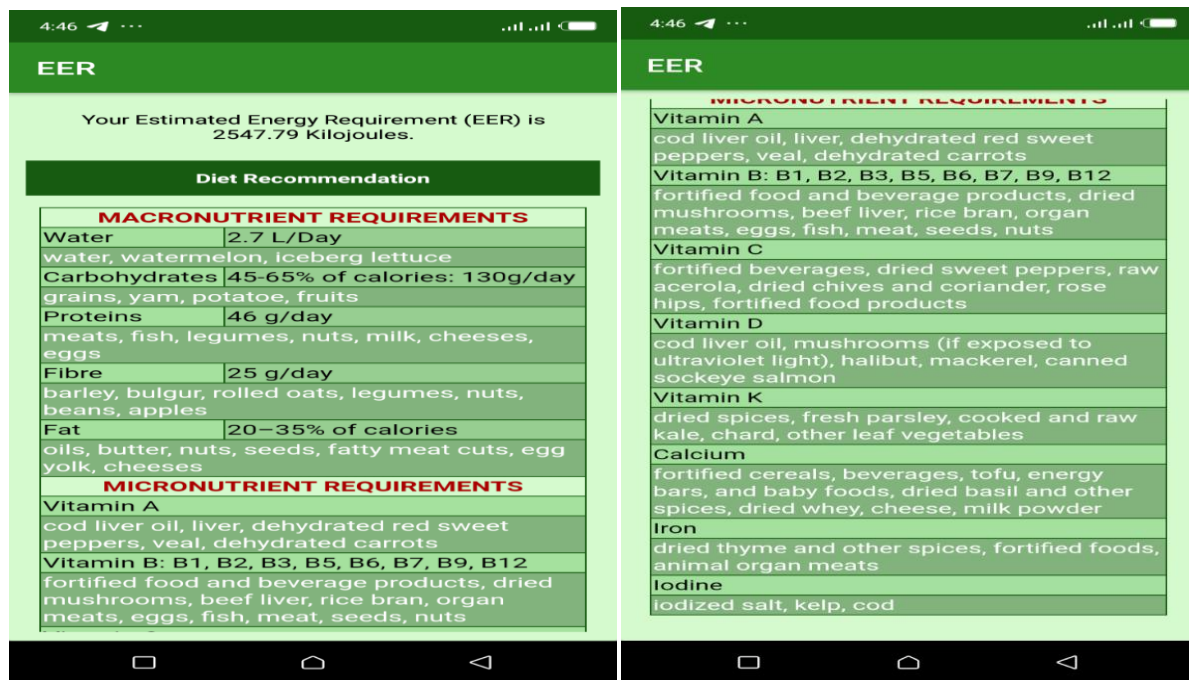 4:46
EER
Your Estimated Energy Requirement (EER) is
2547.79 Kilojoules.
Diet Recommendation
MACRONUTRIENT REQUIREMENTS
Water 2.7 L/Day
water, watermelon, iceberg lettuce
Carbohydrates 45-65% of calories: 130g/day
grains, yam, potatoe, fruits
Proteins 46 g/day
meats, fish, legumes, nuts, milk, cheeses,
eggs
Fibre 25 g/day
barley, bulgur, rolled oats, legumes, nuts,
beans, apples
Fat 20–35% of calories
oils, butter, nuts, seeds, fatty meat cuts, egg
yolk, cheeses
MICRONUTRIENT REQUIREMENTS
Vitamin A
cod liver oil, liver, dehydrated red sweet
peppers, veal, dehydrated carrots
Vitamin B: B1, B2, B3, B5, B6, B7, B9, B12
fortified food and beverage products, dried
mushrooms, beef liver, rice bran, organ
meats, eggs, fish, meat, seeds, nuts
4:46
EER
MICRONUTRIENT REQUIREMENTS
Vitamin A
cod liver oil, liver, dehydrated red sweet
peppers, veal, dehydrated carrots
Vitamin B: B1, B2, B3, B5, B6, B7, B9, B12
fortified food and beverage products, dried
mushrooms, beef liver, rice bran, organ
meats, eggs, fish, meat, seeds, nuts
Vitamin C
fortified beverages, dried sweet peppers, raw
acerola, dried chives and coriander, rose
hips, fortified food products
Vitamin D
cod liver oil, mushrooms (if exposed to
ultraviolet light), halibut, mackerel, canned
sockeye salmon
Vitamin K
dried spices, fresh parsley, cooked and raw
kale, chard, other leaf vegetables
Calcium
fortified cereals, beverages, tofu, energy
bars, and baby foods, dried basil and other
spices, dried whey, cheese, milk powder
Iron
dried thyme and other spices, fortified foods,
animal organ meats
Iodine
iodized salt, kelp, cod